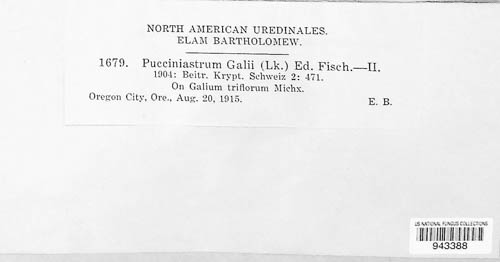 NORTH AMERICAN UREDINALES.
ELAM BARTHOLOMEW.
1679. Pucciniastrum Galii (Lk.) Ed. Fisch.—II.
1904: Beitr. Krypt. Schweiz 2: 471.
On Galium triflorum Michx.
Oregon City, Ore., Aug. 20, 1915. E. B.
US NATIONAL FUNGUS COLLECTIONS
943388